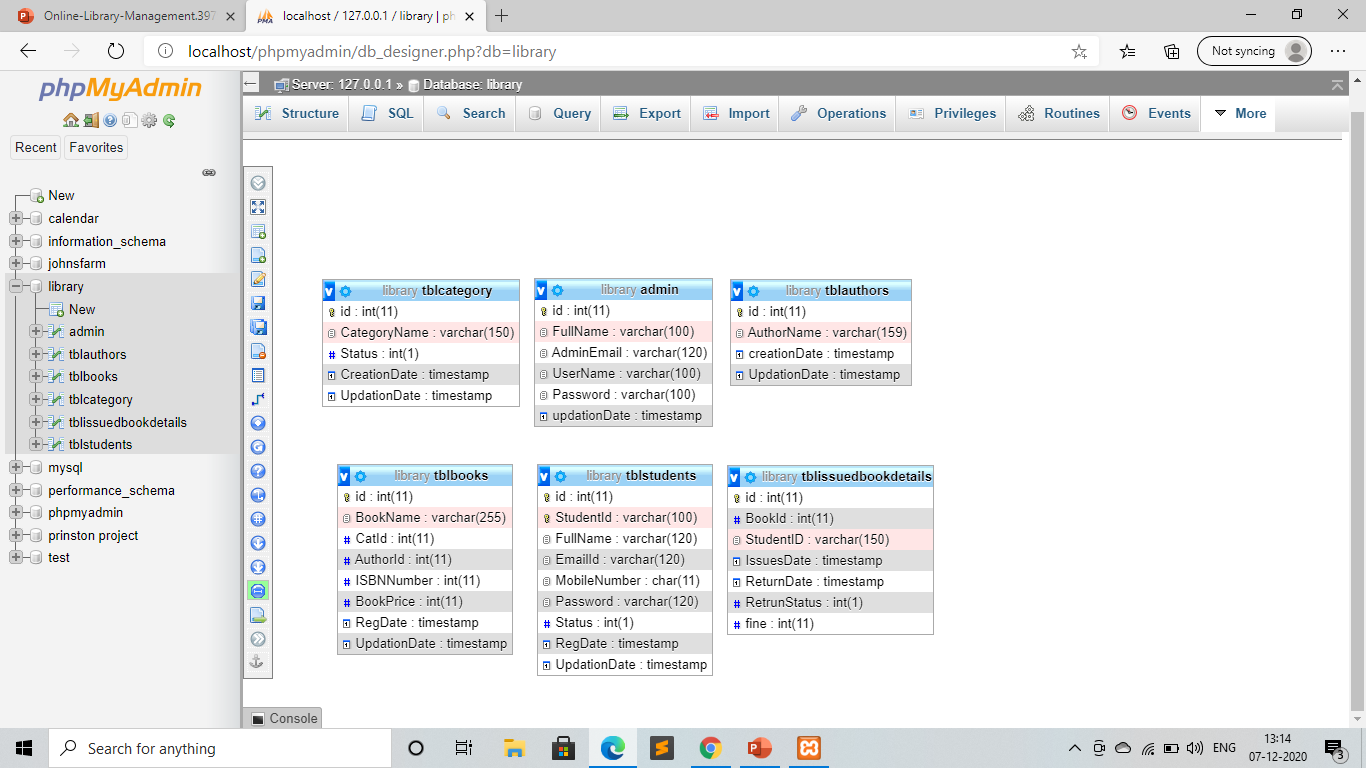 Online-Library-Management.397
localhost / 127.0.0.1 / library | ph
localhost/phpmyadmin/db_designer.php?db=library
Not syncing
phpMyAdmin
Recent
Favorites
New
calendar
information_schema
johnsfarm
library
New
admin
tblauthors
tblbooks
tblcategory
tblissuedbookdetails
tblstudents
mysql
performance_schema
phpmyadmin
prinston project
test
Server: 127.0.0.1 » Database: library
Structure SQL Search Query Export Import Operations Privileges Routines Events More
library tblcategory
id : int(11)
CategoryName : varchar(150)
Status : int(1)
CreationDate : timestamp
UpdationDate : timestamp
library admin
id : int(11)
FullName : varchar(100)
AdminEmail : varchar(120)
UserName : varchar(100)
Password : varchar(100)
updationDate : timestamp
library tblauthors
id : int(11)
AuthorName : varchar(159)
creationDate : timestamp
UpdationDate : timestamp
library tblbooks
id : int(11)
BookName : varchar(255)
CatId : int(11)
AuthorId : int(11)
ISBNNumber : int(11)
BookPrice : int(11)
RegDate : timestamp
UpdationDate : timestamp
library tblstudents
id : int(11)
StudentId : varchar(100)
FullName : varchar(120)
EmailId : varchar(120)
MobileNumber : char(11)
Password : varchar(120)
Status : int(1)
RegDate : timestamp
UpdationDate : timestamp
library tblissuedbookdetails
id : int(11)
BookId : int(11)
StudentID : varchar(150)
IssuesDate : timestamp
ReturnDate : timestamp
RetrunStatus : int(1)
fine : int(11)
Console
Search for anything
ENG
13:14
07-12-2020
3